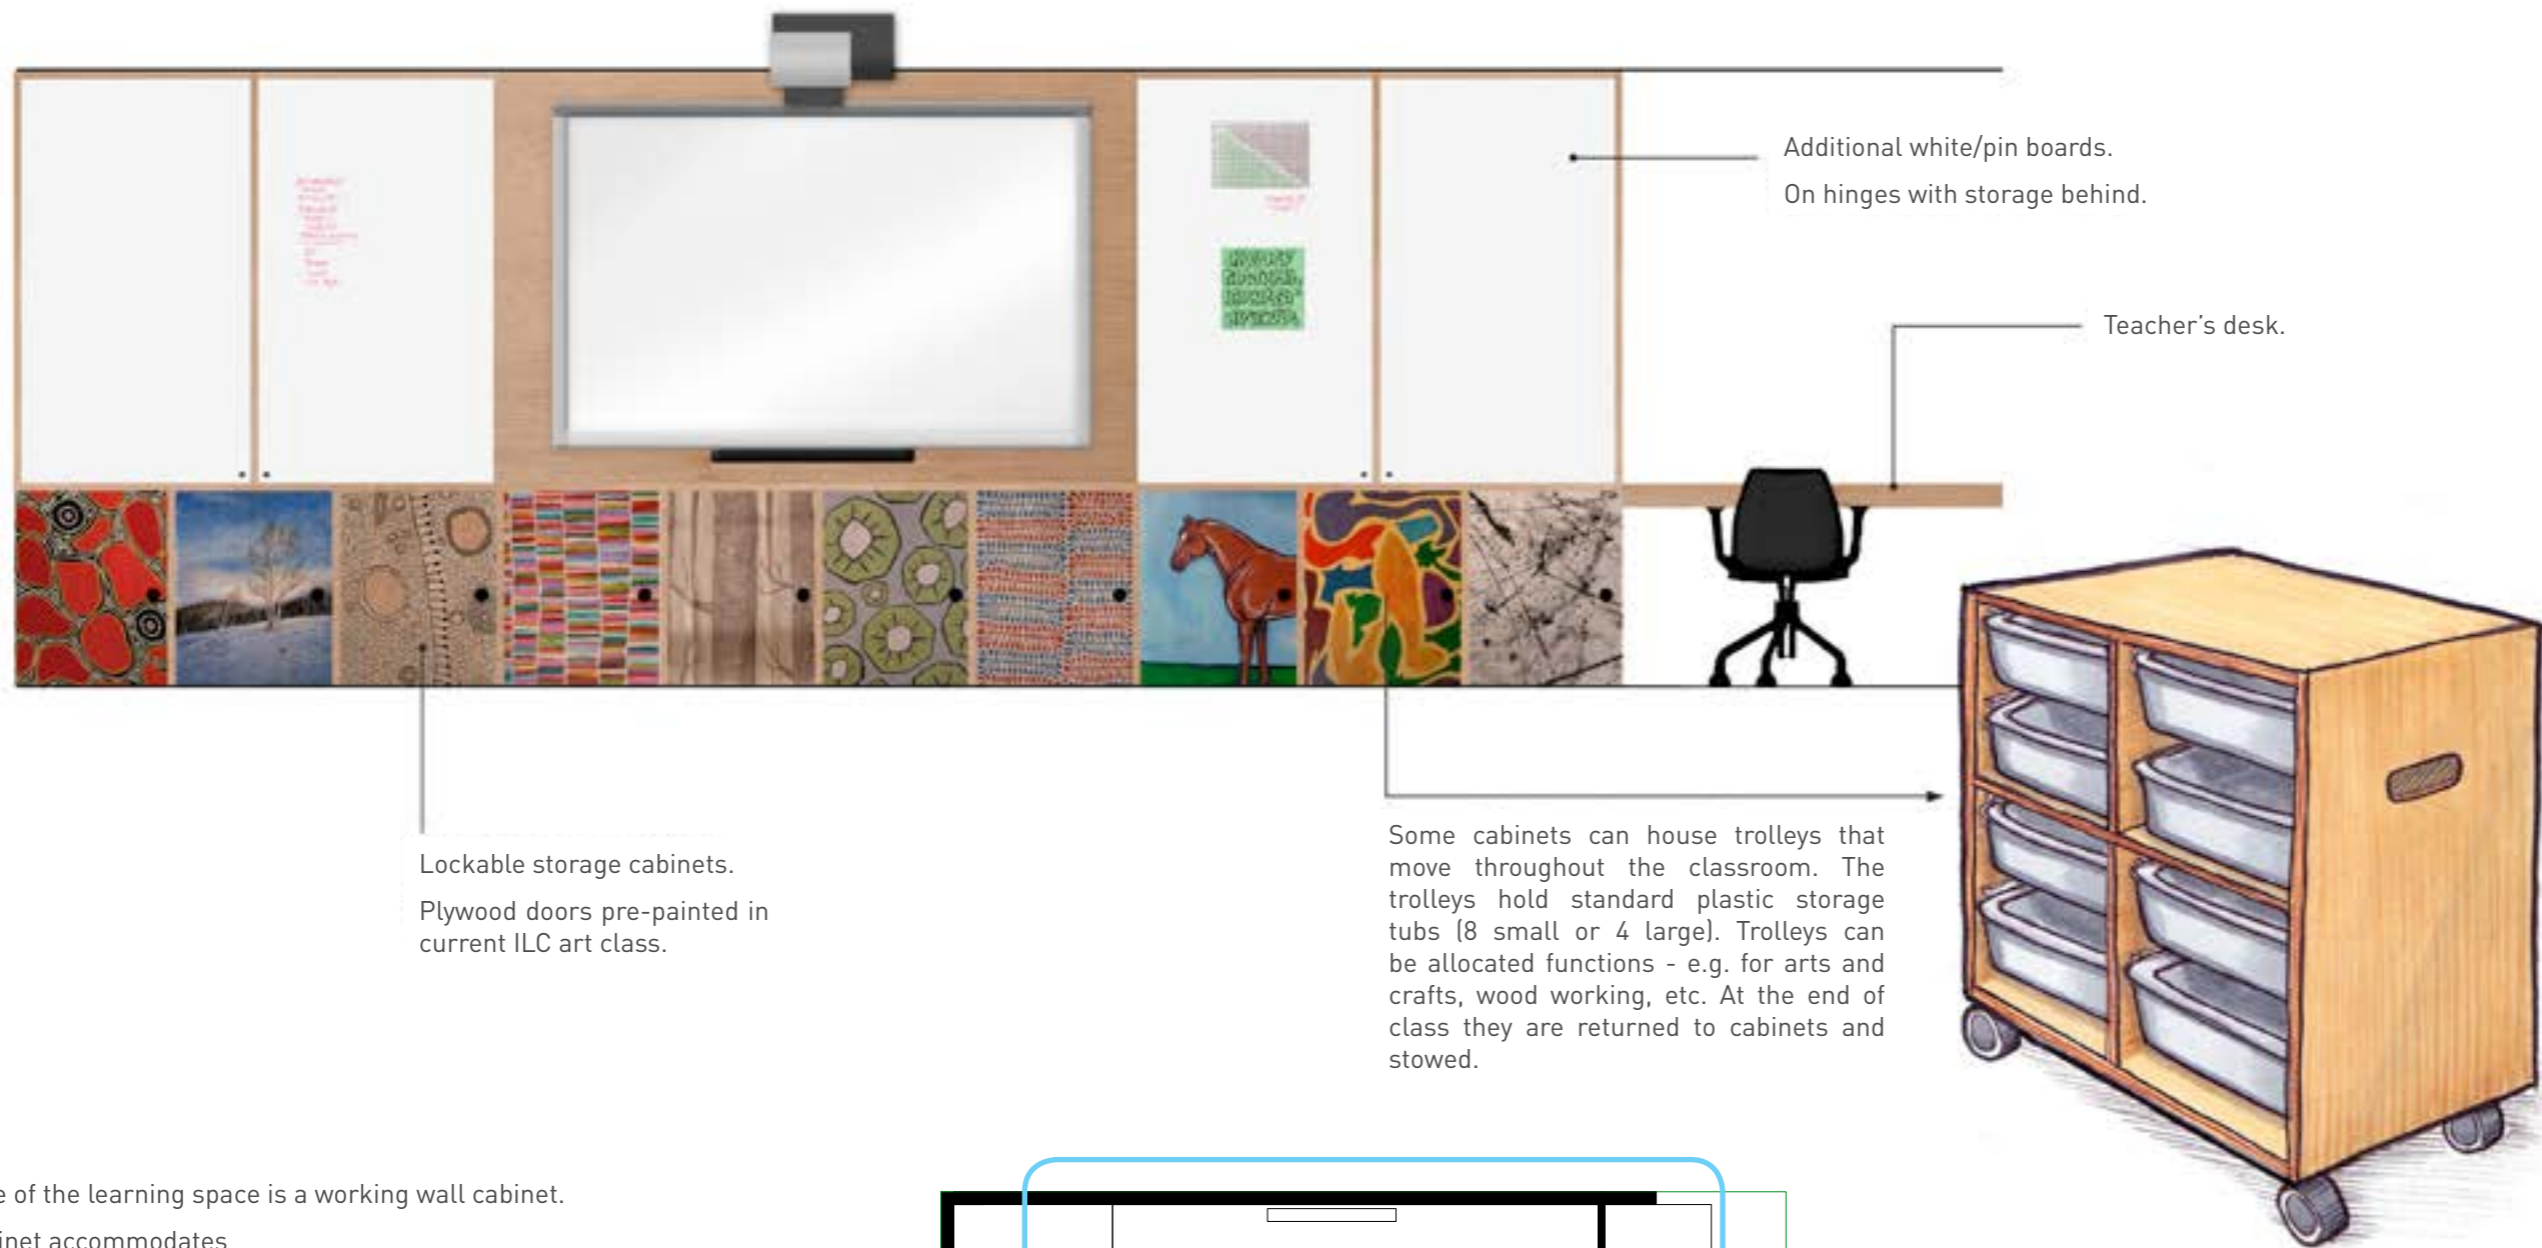 Additional white/pin boards.
On hinges with storage behind.
Teacher's desk.
Lockable storage cabinets.
Plywood doors pre-painted in
current ILC art class.
Some cabinets can house trolleys that
move throughout the classroom. The
trolleys hold standard plastic storage
tubs (8 small or 4 large). Trolleys can
be allocated functions - e.g. for arts and
crafts, wood working, etc. At the end of
class they are returned to cabinets and
stowed.
of the learning space is a working wall cabinet.
accommodates